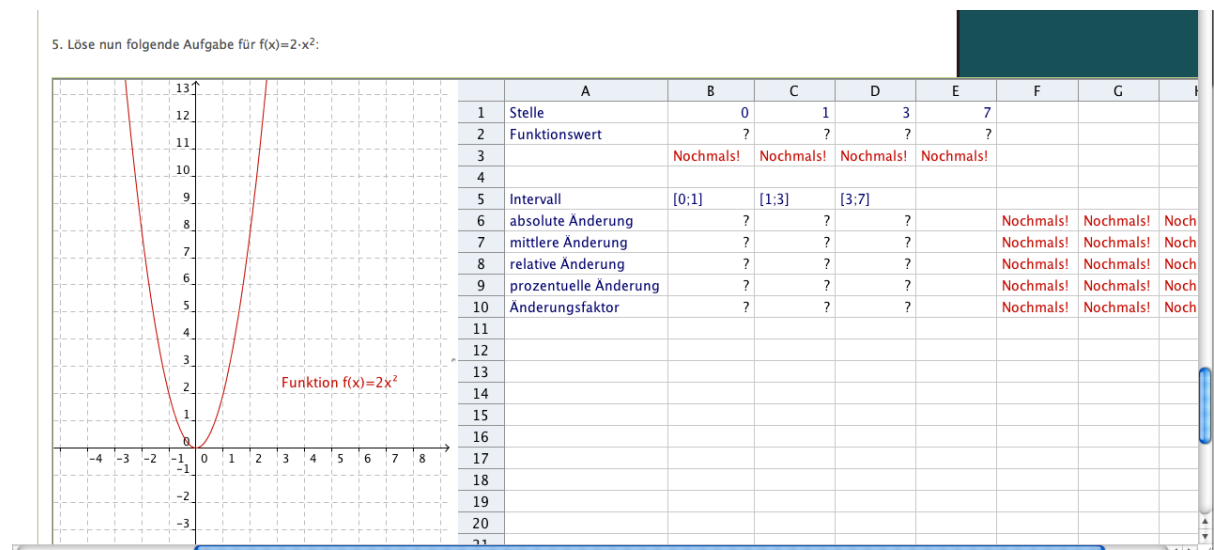 5. Löse nun folgende Aufgabe für f(x)=2·x²:
A B C D E F G
1 Stelle 0 1 3 7
2 Funktionswert ? ? ? ?
3 Nochmals! Nochmals! Nochmals! Nochmals!
4
5 Intervall [0;1] [1;3] [3;7]
6 absolute Änderung ? ? ? Nochmals! Nochmals! Noch
7 mittlere Änderung ? ? ? Nochmals! Nochmals! Noch
8 relative Änderung ? ? ? Nochmals! Nochmals! Noch
9 prozentuelle Änderung ? ? ? Nochmals! Nochmals! Noch
10 Änderungsfaktor ? ? ? Nochmals! Nochmals! Noch
11
12
13
14
15
16
17
18
19
20
13
12
11
10
9
8
7
6
5
4
3
2
1
0
-1
-2
-3
-4 -3 -2 -1 0 1 2 3 4 5 6 7 8
Funktion f(x)=2x²